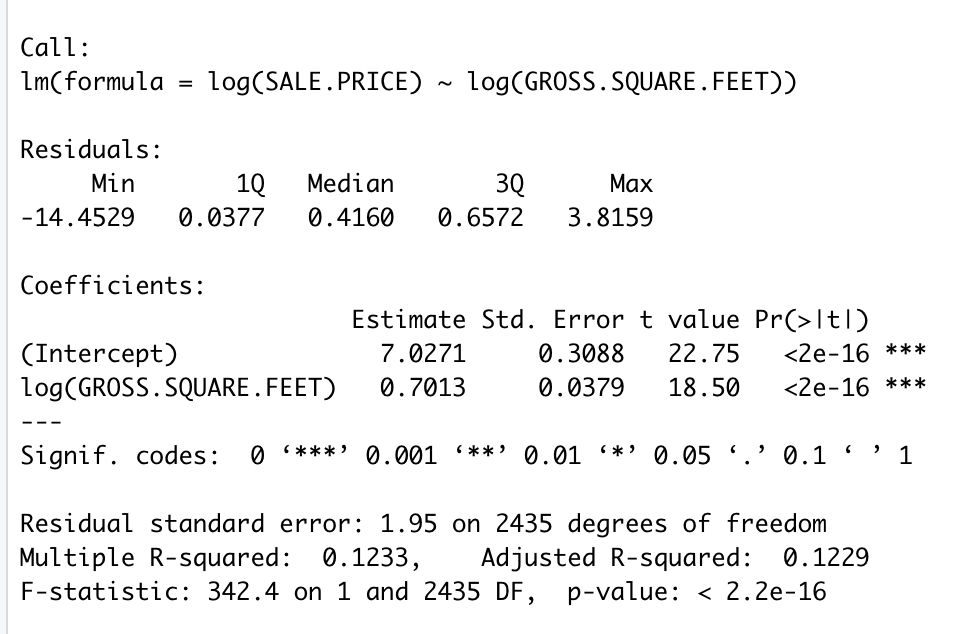 Call:
lm(formula = log(SALE.PRICE) ~ log(GROSS.SQUARE.FEET))
Residuals:
Min 1Q Median 3Q Max
-14.4529 0.0377 0.4160 0.6572 3.8159
Coefficients:
Estimate Std. Error t value Pr(>|t|)
(Intercept) 7.0271 0.3088 22.75 <2e-16 ***
log(GROSS.SQUARE.FEET) 0.7013 0.0379 18.50 <2e-16 ***
---
Signif. codes: 0 ‘***’ 0.001 ‘**’ 0.01 ‘*’ 0.05 ‘.’ 0.1 ‘ ’ 1
Residual standard error: 1.95 on 2435 degrees of freedom
Multiple R-squared: 0.1233, Adjusted R-squared: 0.1229
F-statistic: 342.4 on 1 and 2435 DF, p-value: < 2.2e-16